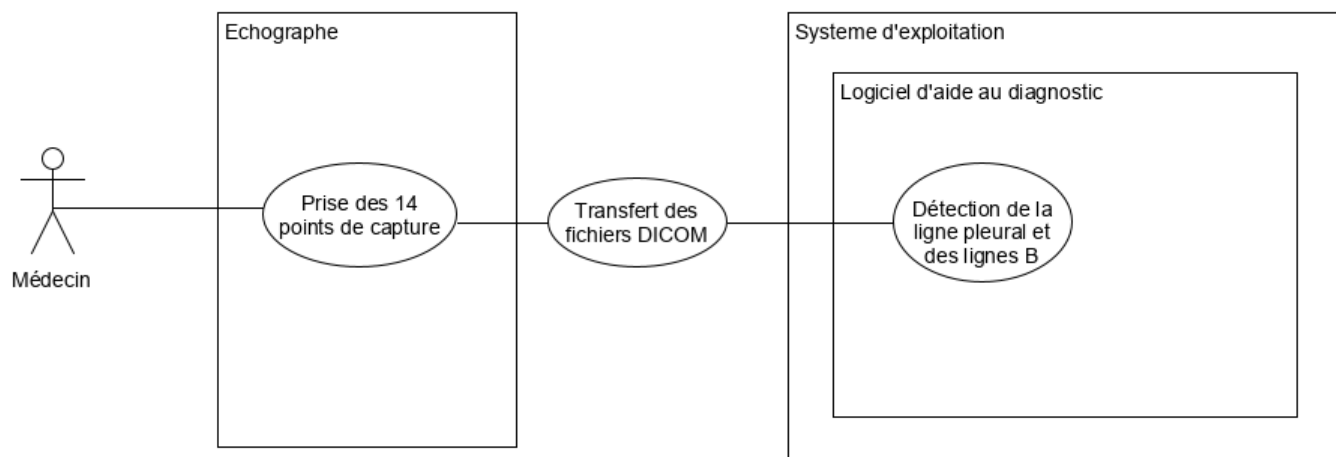 Echographe
Systeme d'exploitation
Logiciel d'aide au diagnostic
Médecin
Prise des 14
points de capture
Transfert des
fichiers DICOM
Détection de la
ligne pleural et
des lignes B